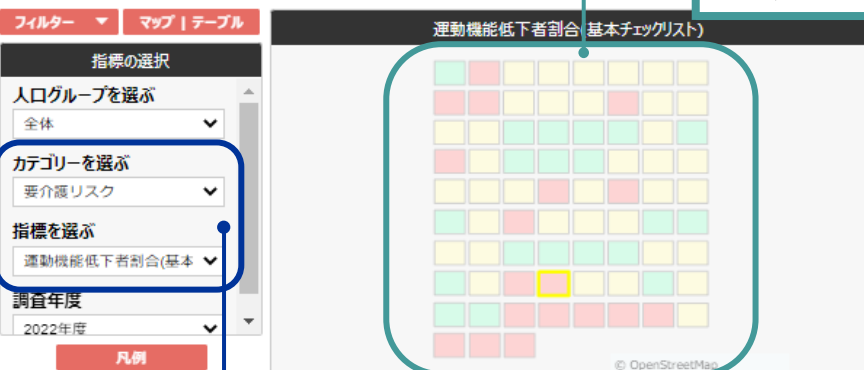 フィルター ▼
マップ | テーブル
指標の選択
人口グループを選ぶ
全体
カテゴリーを選ぶ
要介護リスク
指標を選ぶ
運動機能低下者割合(基本
調査年度
2022年度
凡例
運動機能低下者割合(基本チェックリスト)
© OpenStreetMap